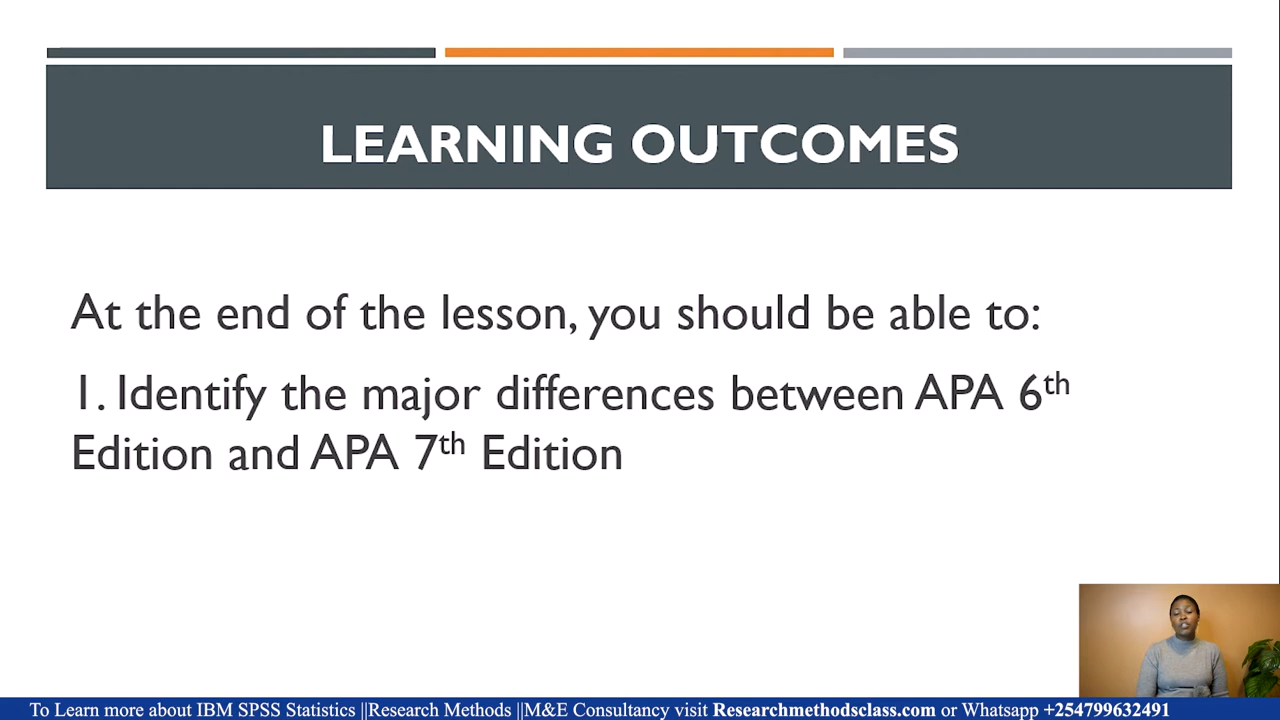 LEARNING OUTCOMES
At the end of the lesson, you should be able to:
1. Identify the major differences between APA 6th
Edition and APA 7th Edition
To Learn more about IBM SPSS Statistics ||Research Methods ||M&E Consultancy visit Researchmethodsclass.com or Whatsapp +254799632491